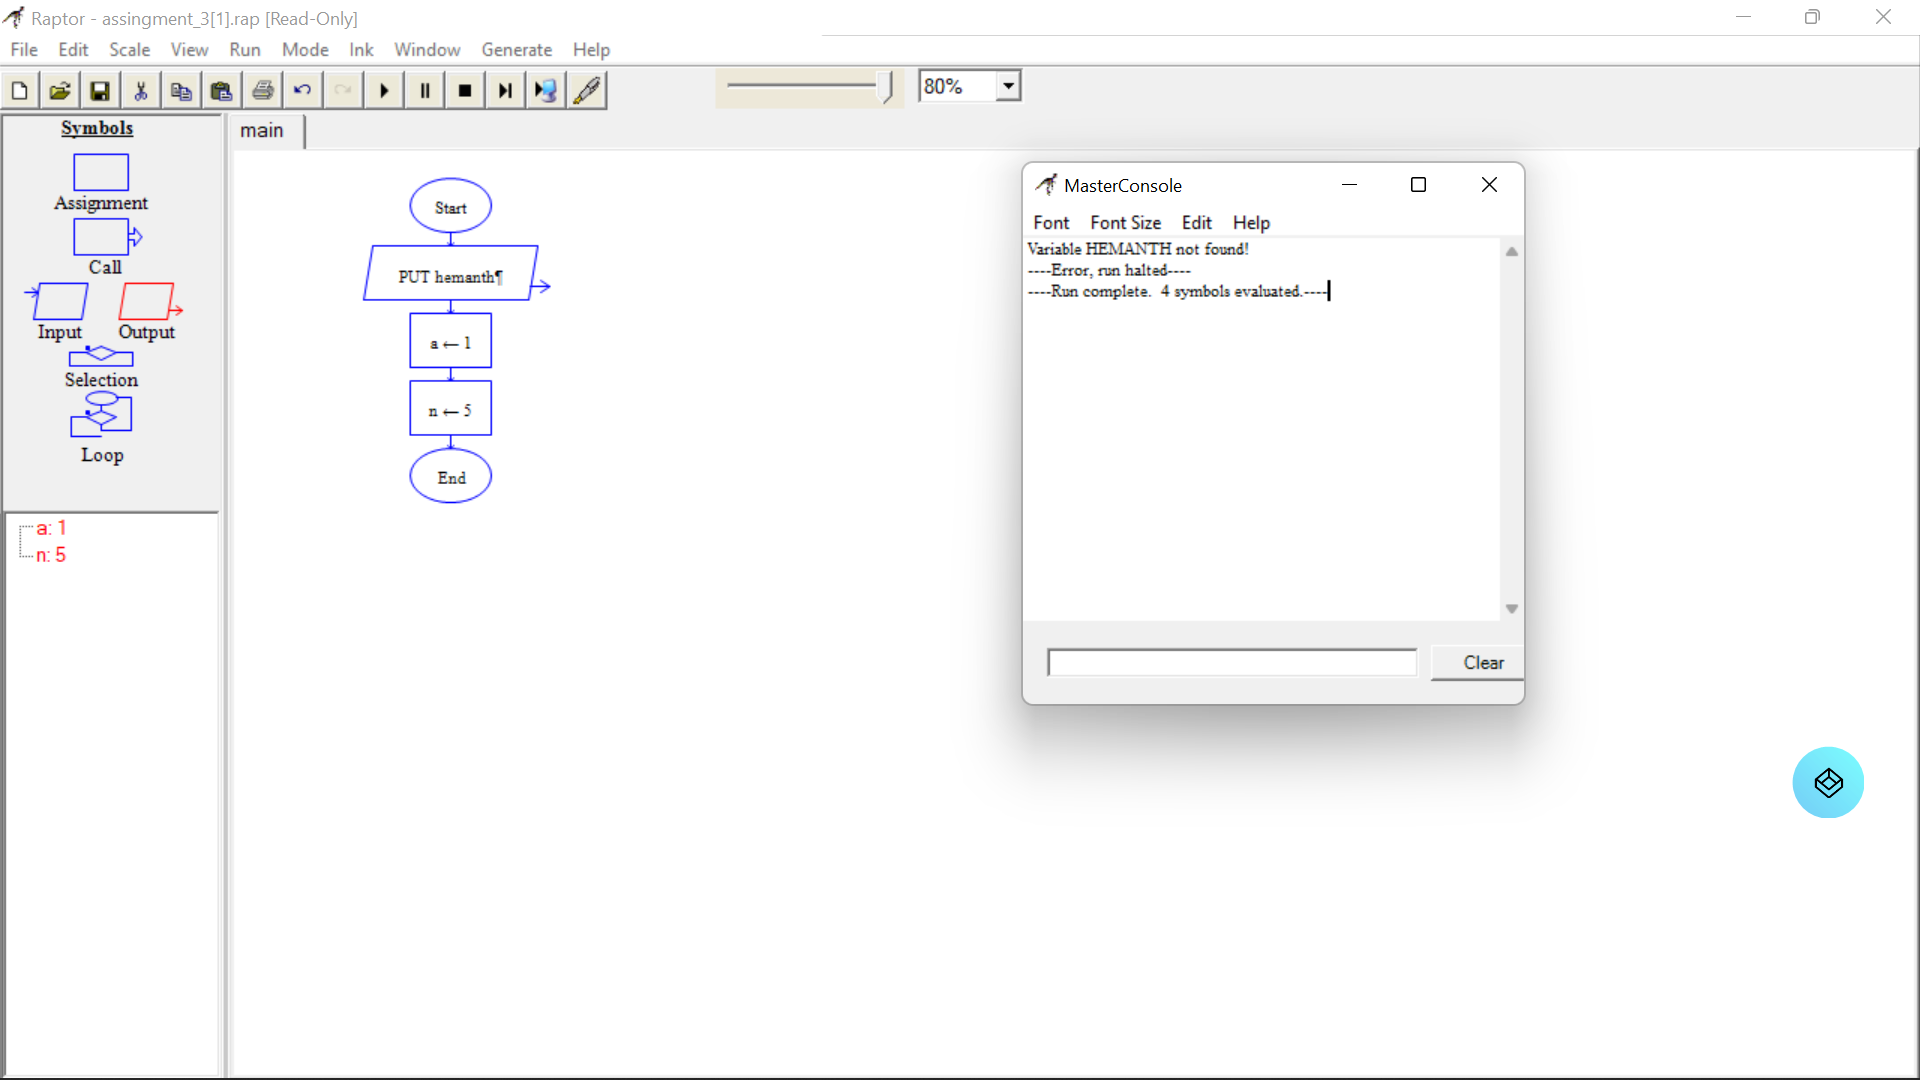 Raptor - assingment_3[1].rap [Read-Only]
File Edit Scale View Run Mode Ink Window Generate Help
80%
Symbols
Assignment
Call
Input Output
Selection
Loop
a: 1
n: 5
main
Start
PUT hemanth¶
a ← 1
n ← 5
End
MasterConsole
Font Font Size Edit Help
Variable HEMANTH not found!
----Error, run halted----
----Run complete.  4 symbols evaluated.----
Clear